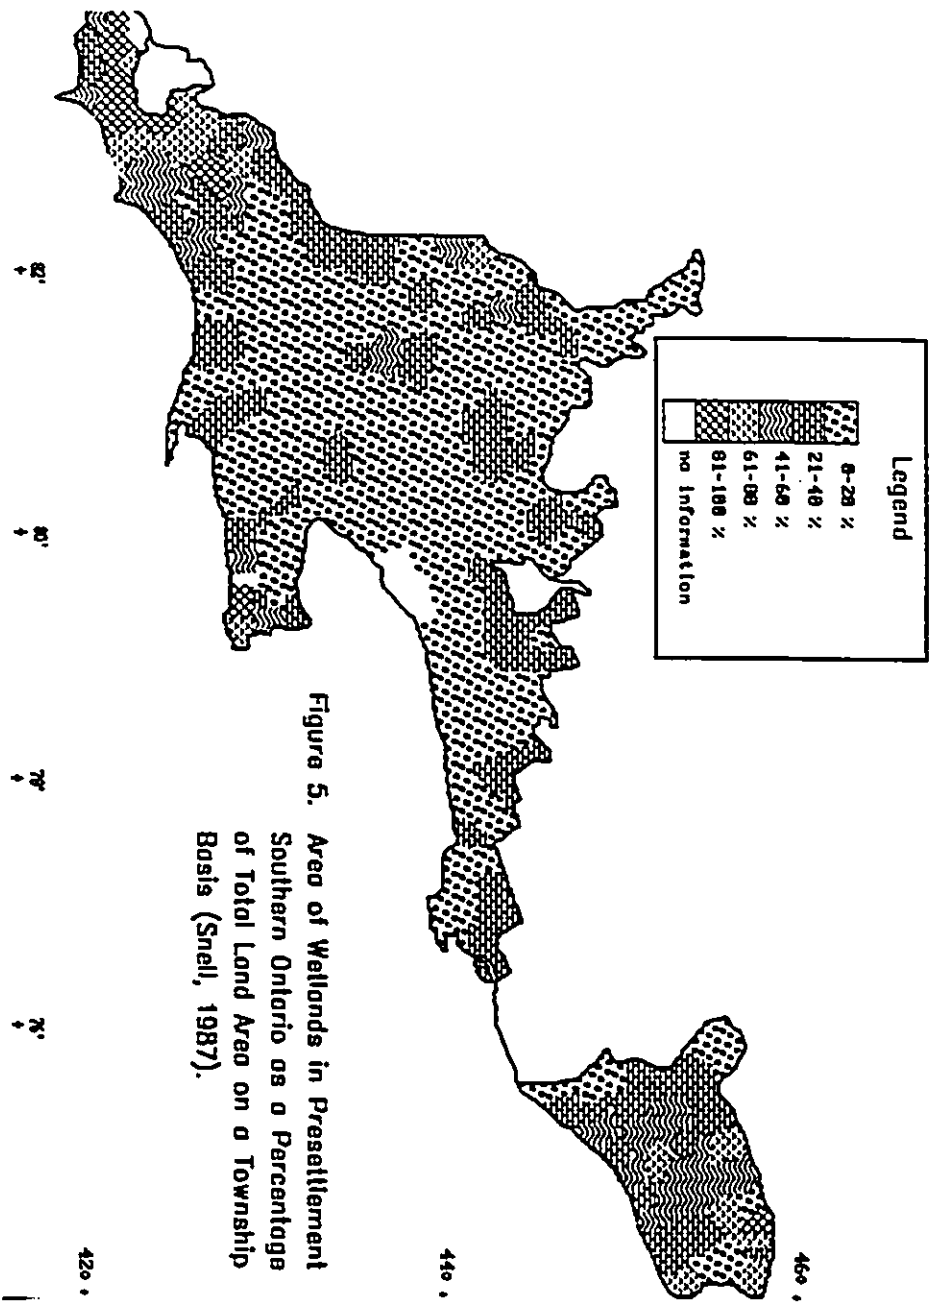 Legend
0-20 %
21-40 %
41-60 %
61-80 %
81-100 %
no information
Figure 5. Area of Wetlands in Presettlement
Southern Ontario as a Percentage
of Total Land Area on a Township
Basis (Snell, 1987).
82°
80°
78°
76°
42°
44°
46°